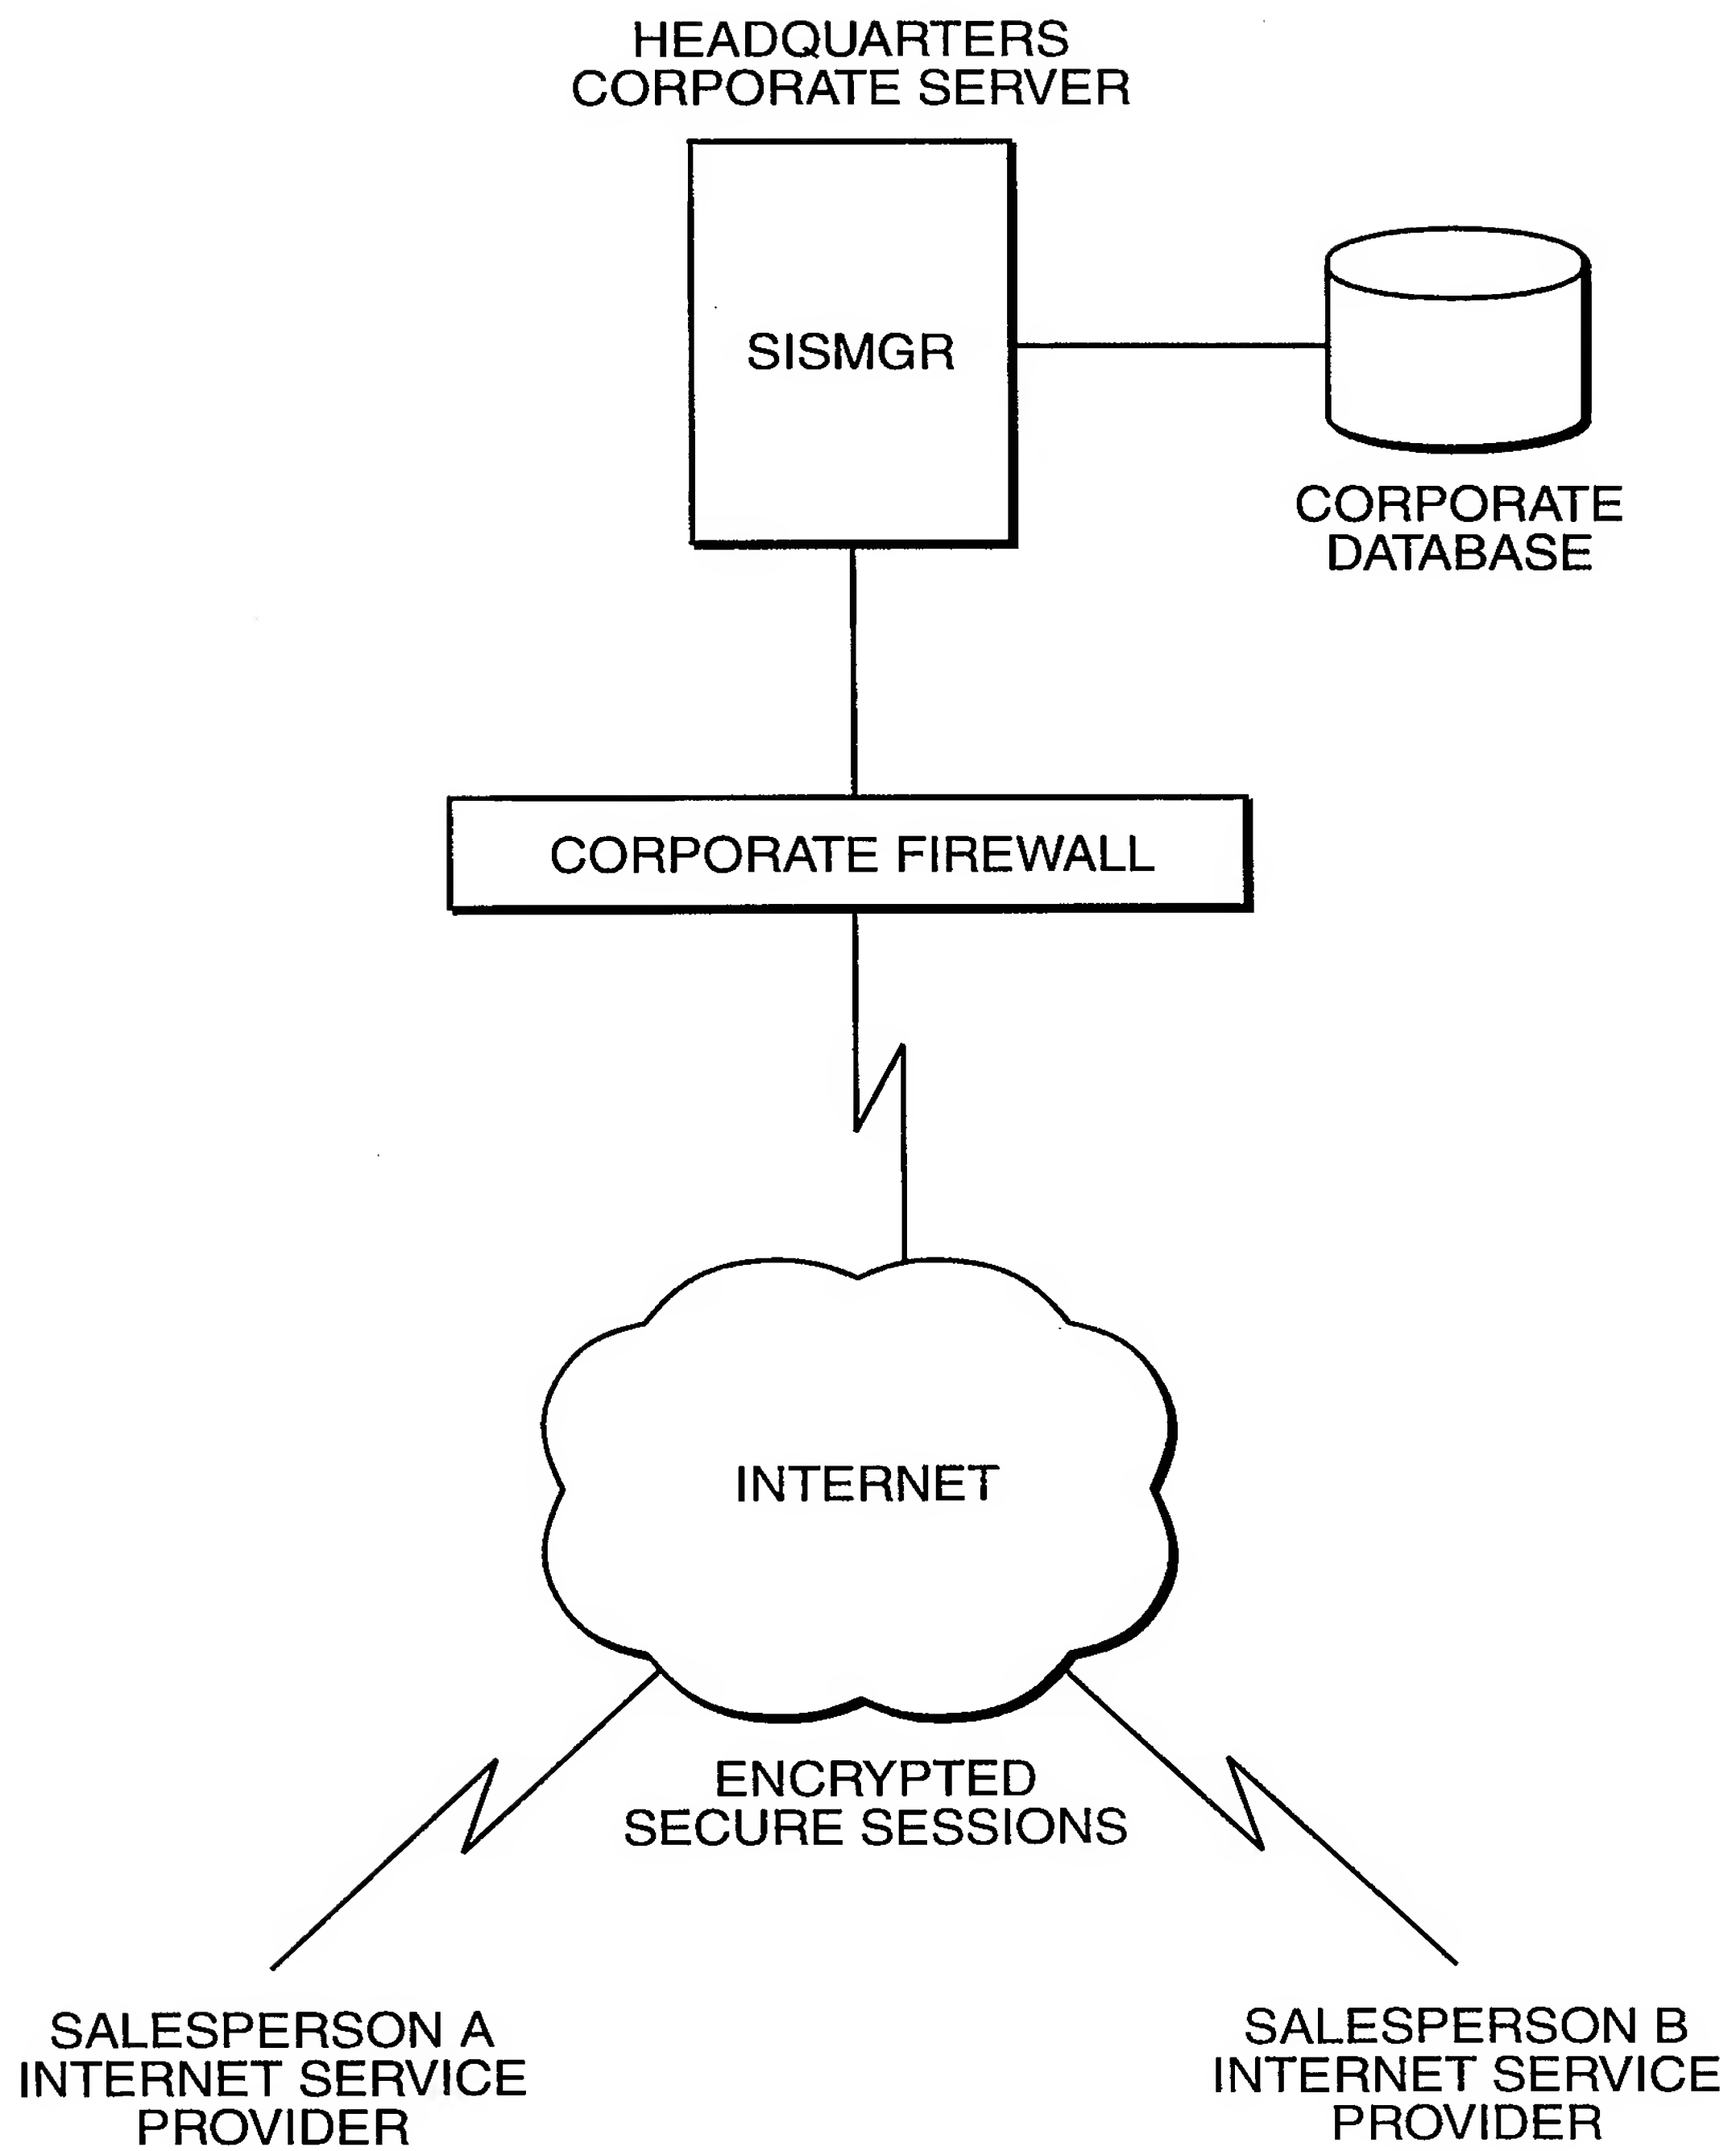 HEADQUARTERS
CORPORATE SERVER
SISMGR
CORPORATE
DATABASE
CORPORATE FIREWALL
INTERNET
ENCRYPTED
SECURE SESSIONS
SALESPERSON A
INTERNET SERVICE
PROVIDER
SALESPERSON B
INTERNET SERVICE
PROVIDER